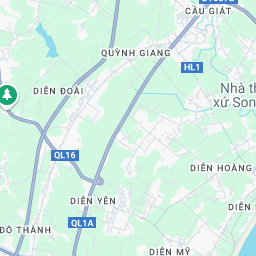 CẦU GIÁT
QUỲNH GIANG
HL1
DIỄN ĐOÀI
Nhà
xứ Son
QL16
DIỄN HOÀNG
DIỄN YÊN
DIỄN
QL1A
ĐÔ THÀNH
DIỄN MỸ